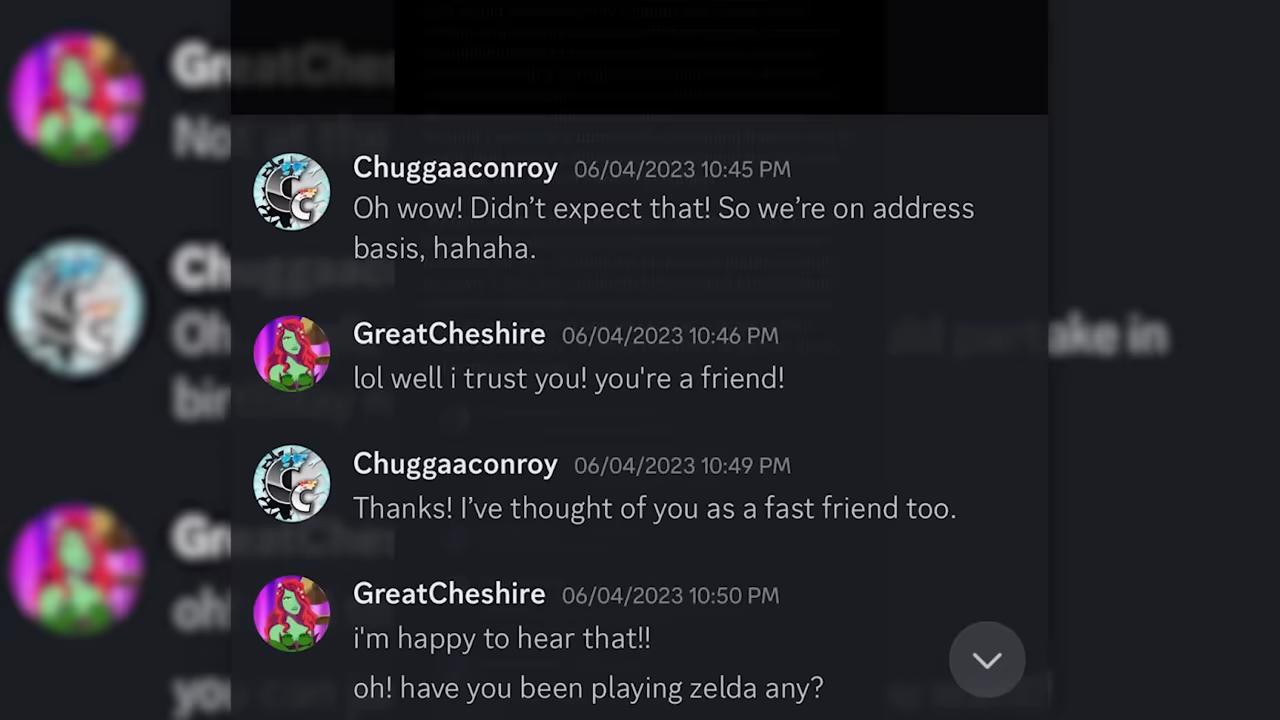 Chuggaaconroy 06/04/2023 10:45 PM
Oh wow! Didn’t expect that! So we’re on address
basis, hahaha.
GreatCheshire 06/04/2023 10:46 PM
lol well i trust you! you're a friend!
Chuggaaconroy 06/04/2023 10:49 PM
Thanks! I’ve thought of you as a fast friend too.
GreatCheshire 06/04/2023 10:50 PM
i'm happy to hear that!!
oh! have you been playing zelda any?